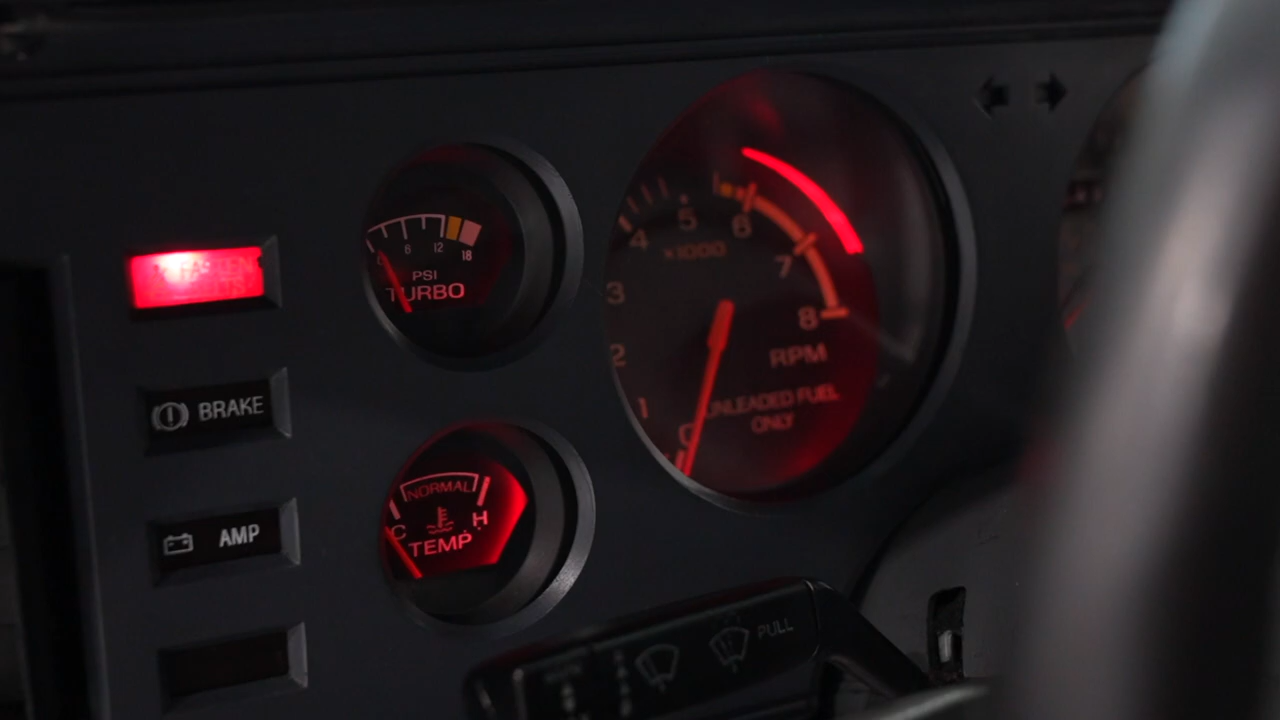 FASTEN
BELTS
BRAKE
AMP
8 12 18
PSI
TURBO
NORMAL
C H
TEMP
0 1 2 3 4 5 6 7 8
x1000
RPM
UNLEADED FUEL
ONLY
PULL